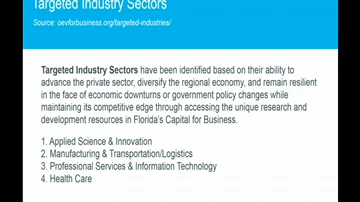 Targeted Industry Sectors
Source: oevforbusiness.org/targeted-industries/
Targeted Industry Sectors have been identified based on their ability to
advance the private sector, diversify the regional economy, and remain resilient
in the face of economic downturns or government policy changes while
maintaining its competitive edge through accessing the unique research and
development resources in Florida's Capital for Business.
1. Applied Science & Innovation
2. Manufacturing & Transportation/Logistics
3. Professional Services & Information Technology
4. Health Care